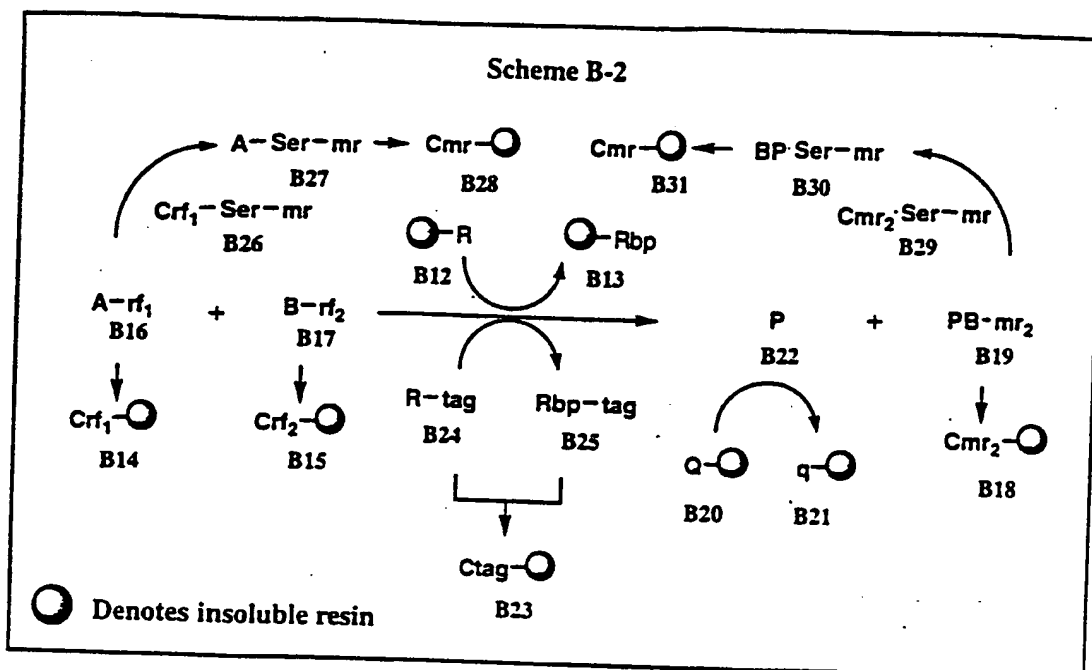 Scheme B-2
A–Ser–mr → Cmr–
B27 B28
Cmr– ← BP·Ser–mr
B31 B30
Crf₁–Ser–mr
B26
Cmr₂·Ser–mr
B29
–R –Rbp
B12 B13
A–rf₁ + B–rf₂ P + PB-mr₂
B16 B17 B22 B19
Crf₁– Crf₂–
B14 B15
R–tag Rbp–tag
B24 B25
Q– q–
B20 B21
Cmr₂–
B18
Ctag–
B23
Denotes insoluble resin